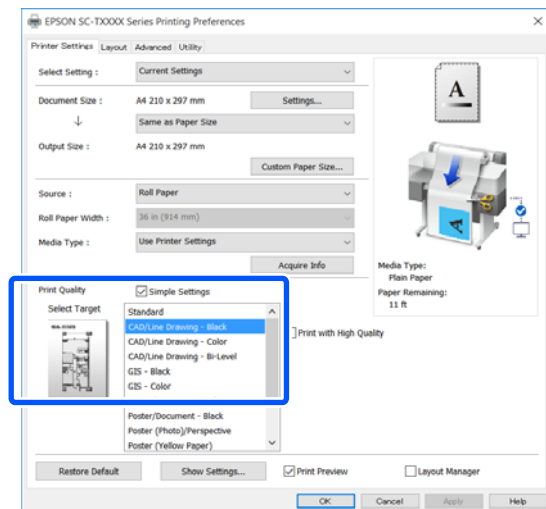 EPSON SC-TXXXX Series Printing Preferences
Printer Settings Layout Advanced Utility
Select Setting : Current Settings
Document Size : A4 210 x 297 mm Settings...
Same as Paper Size
Output Size : A4 210 x 297 mm
Custom Paper Size...
Source : Roll Paper
Roll Paper Width : 36 in (914 mm)
Media Type : Use Printer Settings
Acquire Info
A
A
Media Type:
Plain Paper
Paper Remaining:
11 ft
Print Quality Simple Settings
Select Target
Standard
CAD/Line Drawing - Black
CAD/Line Drawing - Color
CAD/Line Drawing - Bi-Level
GIS - Black
GIS - Color
Poster/Document - Black
Poster (Photo)/Perspective
Poster (Yellow Paper)
Print with High Quality
Restore Default Show Settings... Print Preview Layout Manager
OK Cancel Apply Help